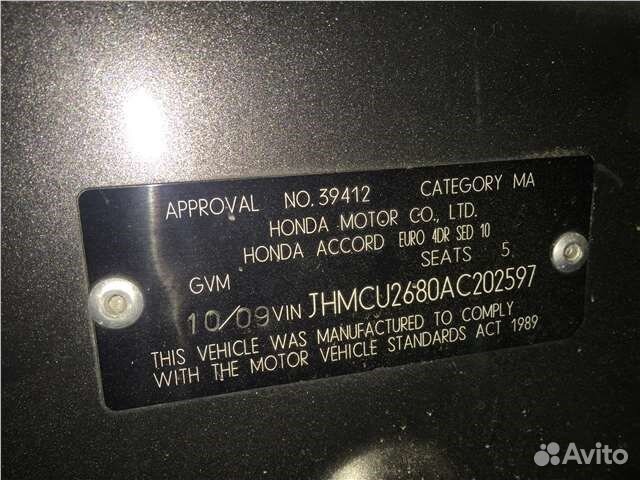 APPROVAL NO. 39412 CATEGORY MA
HONDA MOTOR CO., LTD.
HONDA ACCORD EURO 4DR SED 10
SEATS 5
GVM
10/09 VIN JHMCU2680AC202597
THIS VEHICLE WAS MANUFACTURED TO COMPLY
WITH THE MOTOR VEHICLE STANDARDS ACT 1989
Avito